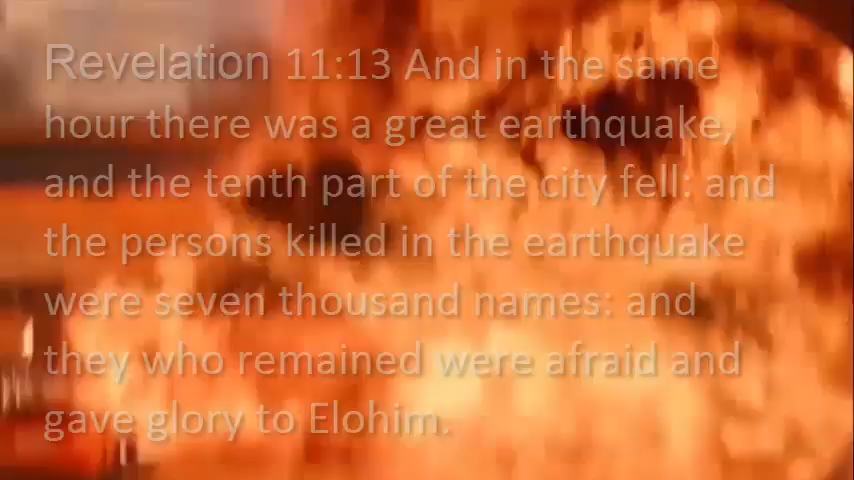 Revelation 11:13 And in the same
hour there was a great earthquake,
and the tenth part of the city fell: and
the persons killed in the earthquake
were seven thousand names: and
they who remained were afraid and
gave glory to Elohim.